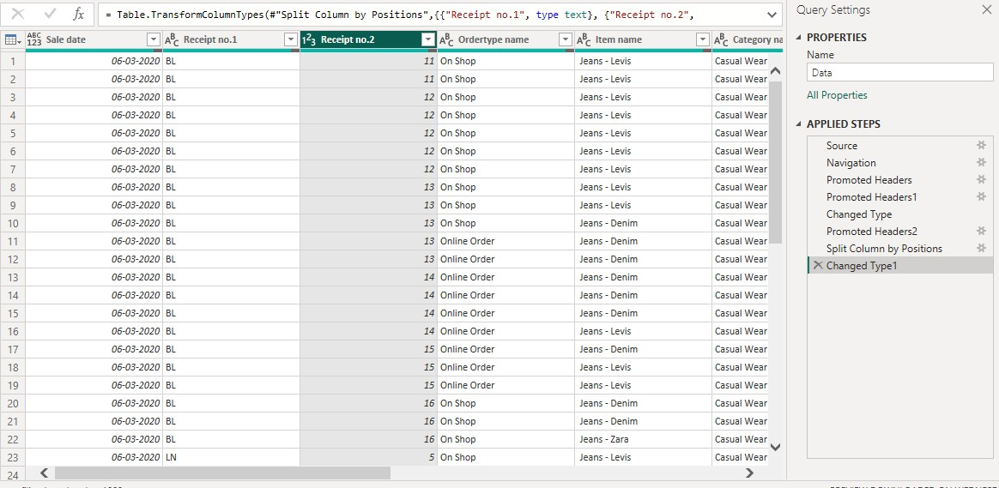 fx = Table.TransformColumnTypes(#"Split Column by Positions",{{"Receipt no.1", type text}, {"Receipt no.2",
ABC 123 Sale date ABC Receipt no.1 123 Receipt no.2 ABC Ordertype name ABC Item name ABC Category na
1 06-03-2020 BL 11 On Shop Jeans - Levis Casual Wear
2 06-03-2020 BL 11 On Shop Jeans - Levis Casual Wear
3 06-03-2020 BL 12 On Shop Jeans - Levis Casual Wear
4 06-03-2020 BL 12 On Shop Jeans - Levis Casual Wear
5 06-03-2020 BL 12 On Shop Jeans - Levis Casual Wear
6 06-03-2020 BL 12 On Shop Jeans - Levis Casual Wear
7 06-03-2020 BL 12 On Shop Jeans - Levis Casual Wear
8 06-03-2020 BL 13 On Shop Jeans - Levis Casual Wear
9 06-03-2020 BL 13 On Shop Jeans - Levis Casual Wear
10 06-03-2020 BL 13 On Shop Jeans - Denim Casual Wear
11 06-03-2020 BL 13 Online Order Jeans - Denim Casual Wear
12 06-03-2020 BL 13 Online Order Jeans - Denim Casual Wear
13 06-03-2020 BL 14 Online Order Jeans - Denim Casual Wear
14 06-03-2020 BL 14 Online Order Jeans - Denim Casual Wear
15 06-03-2020 BL 14 Online Order Jeans - Denim Casual Wear
16 06-03-2020 BL 14 Online Order Jeans - Levis Casual Wear
17 06-03-2020 BL 15 Online Order Jeans - Denim Casual Wear
18 06-03-2020 BL 15 Online Order Jeans - Levis Casual Wear
19 06-03-2020 BL 15 Online Order Jeans - Levis Casual Wear
20 06-03-2020 BL 16 On Shop Jeans - Denim Casual Wear
21 06-03-2020 BL 16 On Shop Jeans - Denim Casual Wear
22 06-03-2020 BL 16 On Shop Jeans - Zara Casual Wear
23 06-03-2020 LN 5 On Shop Jeans - Levis Casual Wear
24
Query Settings
PROPERTIES
Name
Data
All Properties
APPLIED STEPS
Source
Navigation
Promoted Headers
Promoted Headers1
Changed Type
Promoted Headers2
Split Column by Positions
Changed Type1